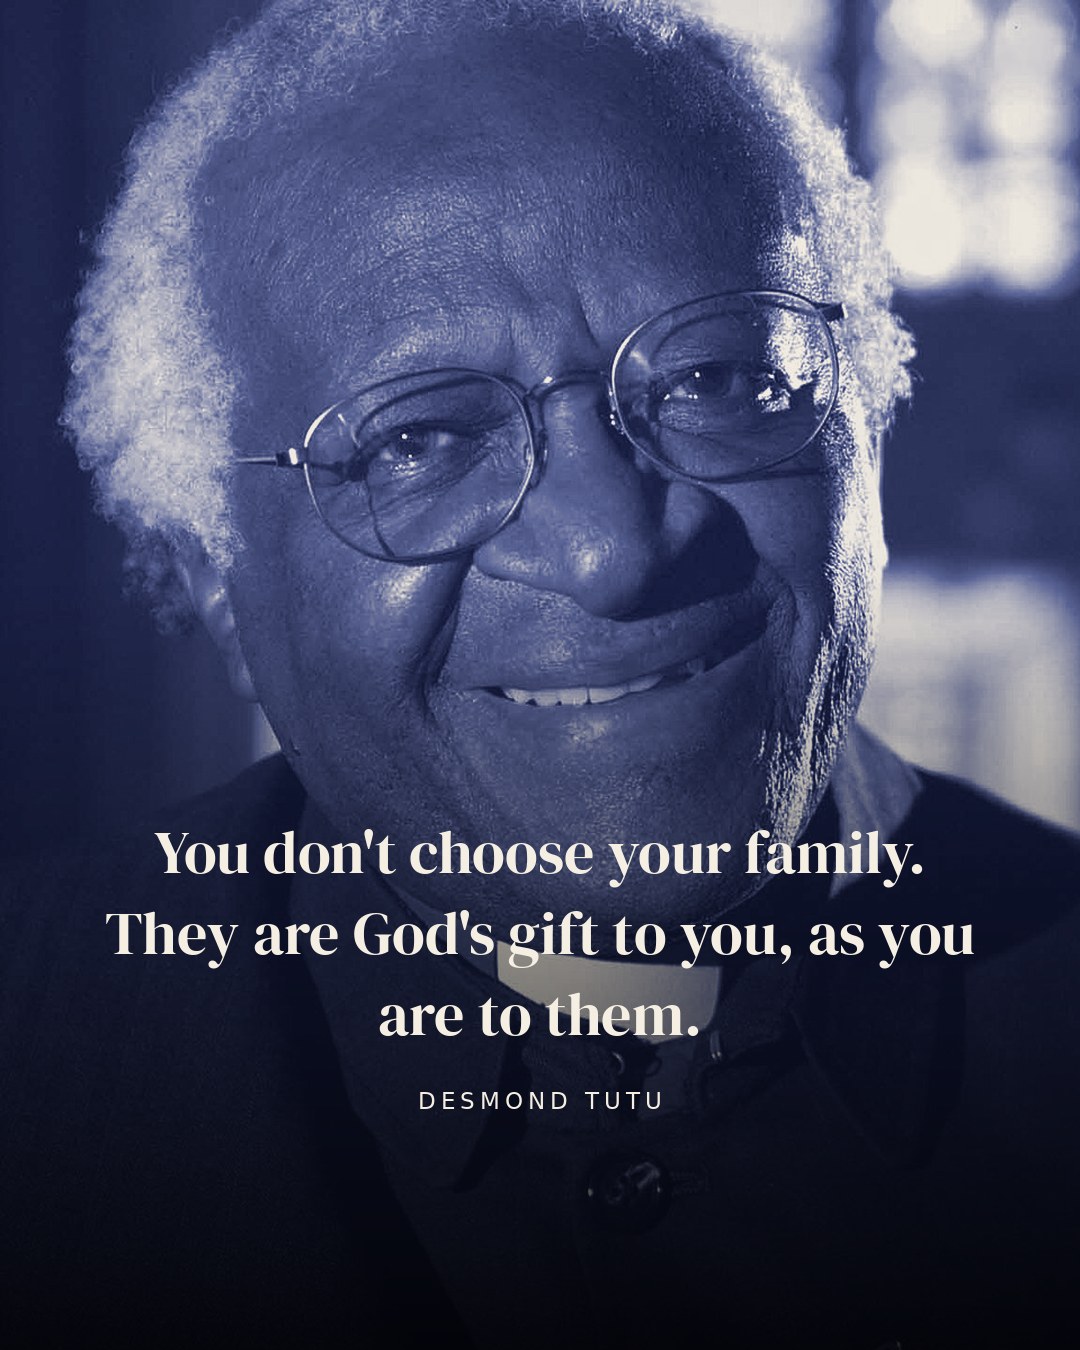 You don't choose your family.
They are God's gift to you, as you
are to them.
DESMOND TUTU